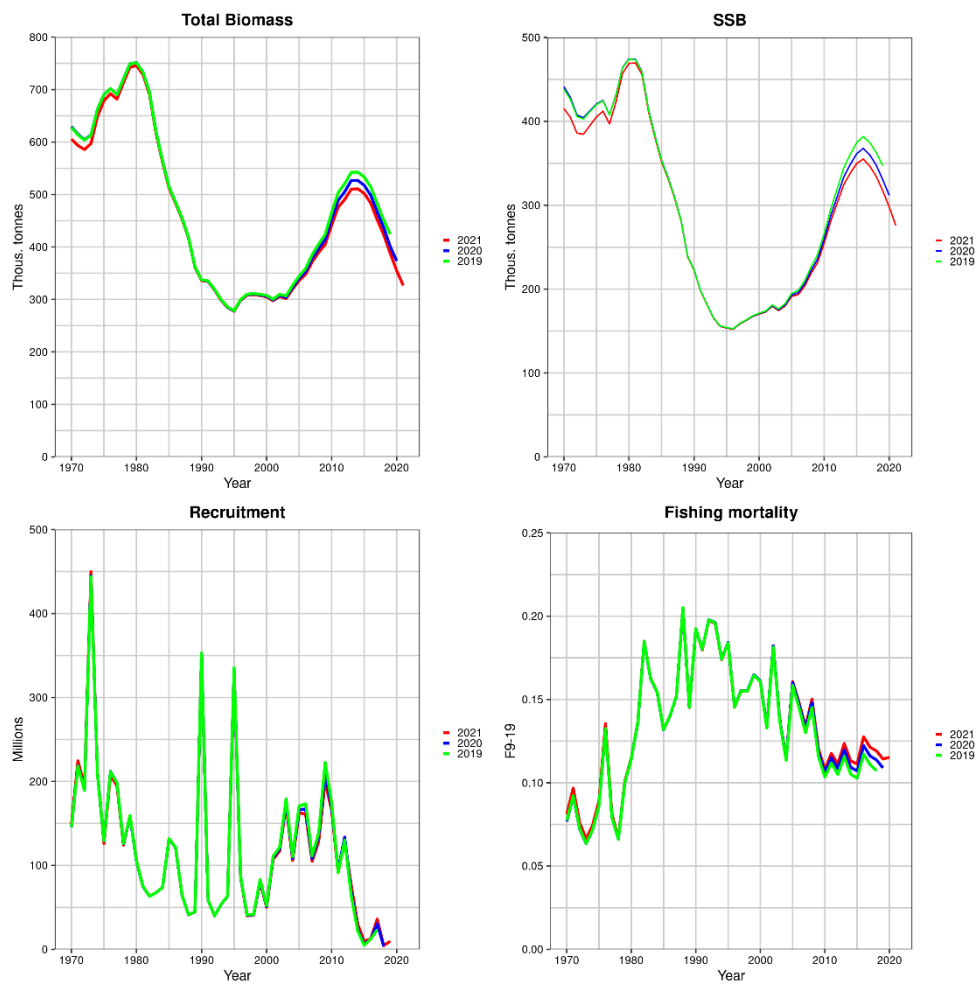 Total Biomass
800
700
600
500
400
300
200
100
0
Thous. tonnes
1970 1980 1990 2000 2010 2020
Year
2021
2020
2019
SSB
500
400
300
200
100
0
Thous. tonnes
1970 1980 1990 2000 2010 2020
Year
2021
2020
2019
Recruitment
500
400
300
200
100
0
Millions
1970 1980 1990 2000 2010 2020
Year
2021
2020
2019
Fishing mortality
0.25
0.20
0.15
0.10
0.05
0.00
F9-19
1970 1980 1990 2000 2010 2020
Year
2021
2020
2019